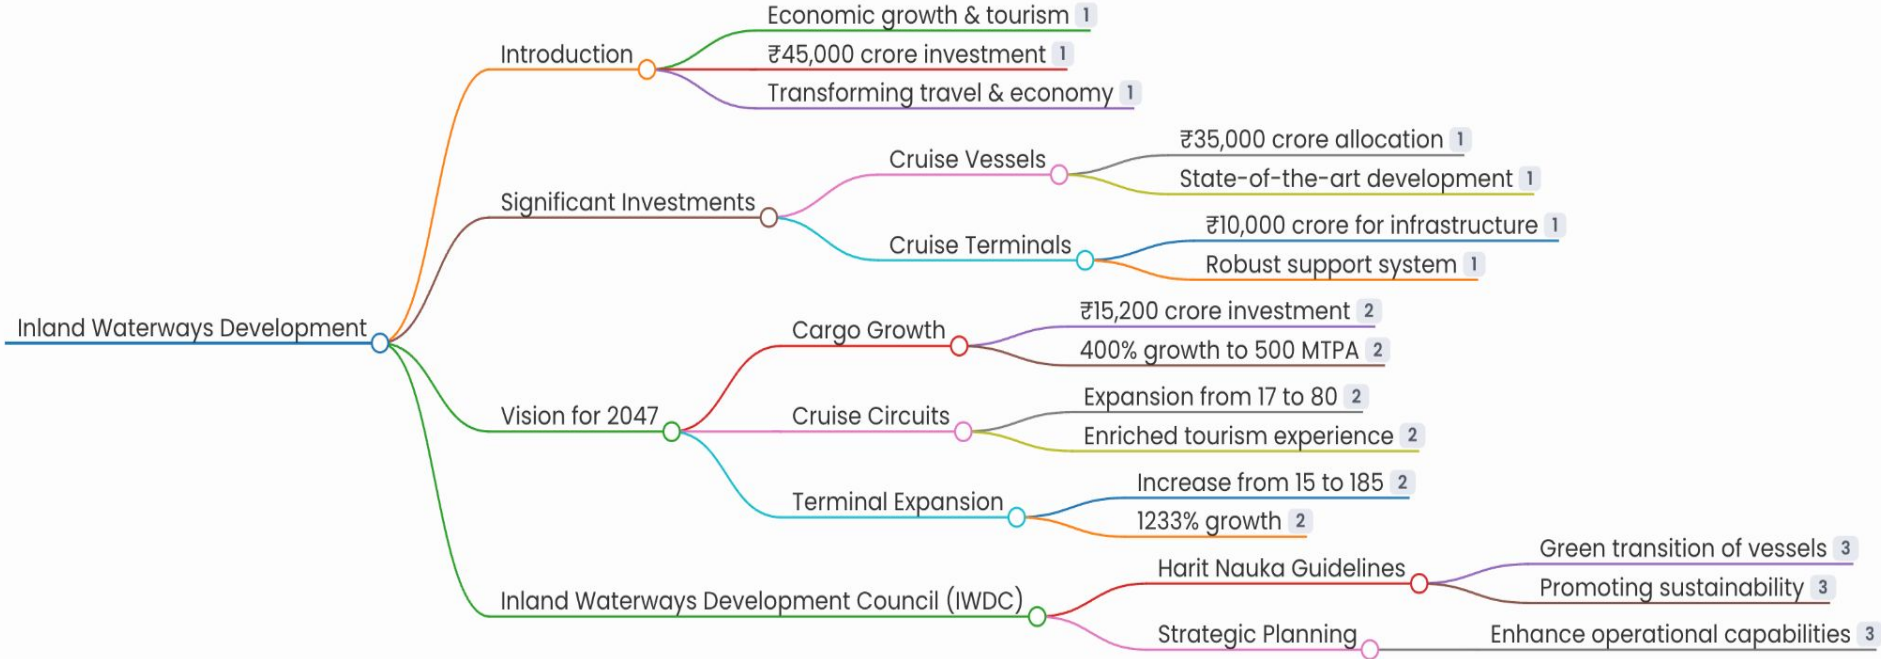 Inland Waterways Development
Introduction
Economic growth & tourism 1
₹45,000 crore investment 1
Transforming travel & economy 1
Significant Investments
Cruise Vessels
₹35,000 crore allocation 1
State-of-the-art development 1
Cruise Terminals
₹10,000 crore for infrastructure 1
Robust support system 1
Vision for 2047
Cargo Growth
₹15,200 crore investment 2
400% growth to 500 MTPA 2
Cruise Circuits
Expansion from 17 to 80 2
Enriched tourism experience 2
Terminal Expansion
Increase from 15 to 185 2
1233% growth 2
Inland Waterways Development Council (IWDC)
Harit Nauka Guidelines
Green transition of vessels 3
Promoting sustainability 3
Strategic Planning
Enhance operational capabilities 3